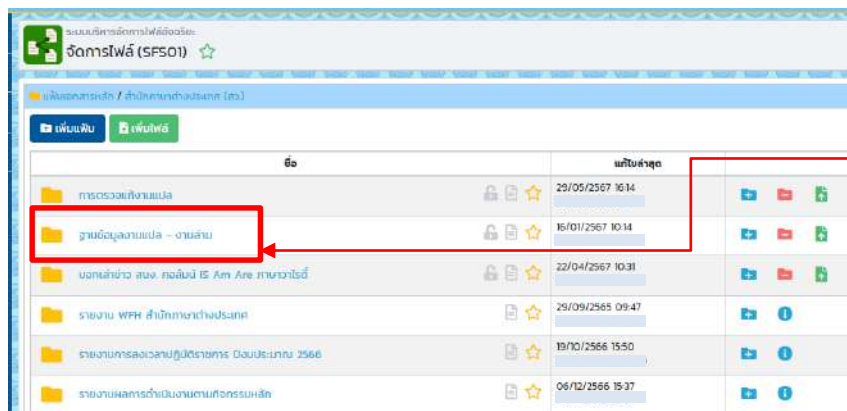 ระบบบริหารจัดการไฟล์อัจฉริยะ
จัดการไฟล์ (SFS01)
แฟ้มเอกสารหลัก / สำนักภาษาต่างประเทศ (สว.)
เพิ่มแฟ้ม เพิ่มไฟล์
ชื่อ แก้ไขล่าสุด
การตรวจแก้งานแปล 29/05/2567 16:14
ฐานข้อมูลงานแปล - งานล่าม 16/01/2567 10:14
บอกเล่าข่าว สนง. คอลัมน์ IS Am Are ภาษาวาไรตี้ 22/04/2567 10:31
รายงาน WFH สำนักภาษาต่างประเทศ 29/09/2565 09:47
รายงานการลงเวลาปฏิบัติราชการ ปีงบประมาณ 2566 19/10/2566 15:50
รายงานผลการดำเนินงานตามกิจกรรมหลัก 06/12/2566 15:37